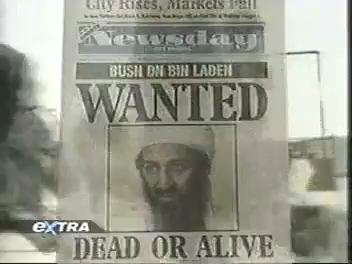 City Rises, Markets Fall
Newsday
BUSH ON BIN LADEN
WANTED
DEAD OR ALIVE
eXTRA